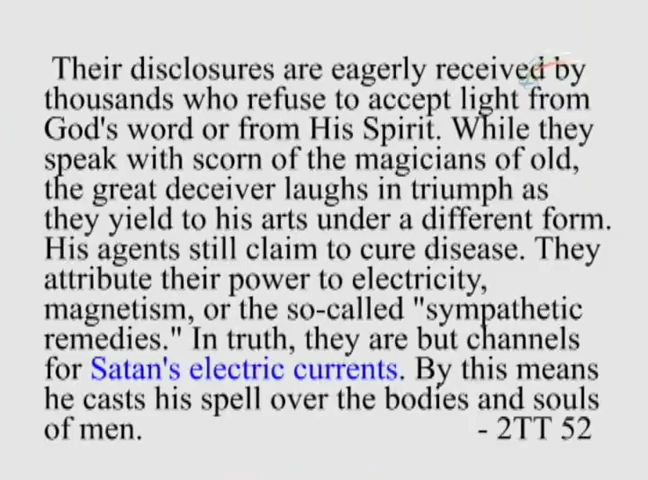 Their disclosures are eagerly received by
thousands who refuse to accept light from
God's word or from His Spirit. While they
speak with scorn of the magicians of old,
the great deceiver laughs in triumph as
they yield to his arts under a different form.
His agents still claim to cure disease. They
attribute their power to electricity,
magnetism, or the so-called "sympathetic
remedies." In truth, they are but channels
for Satan's electric currents. By this means
he casts his spell over the bodies and souls
of men. - 2TT 52